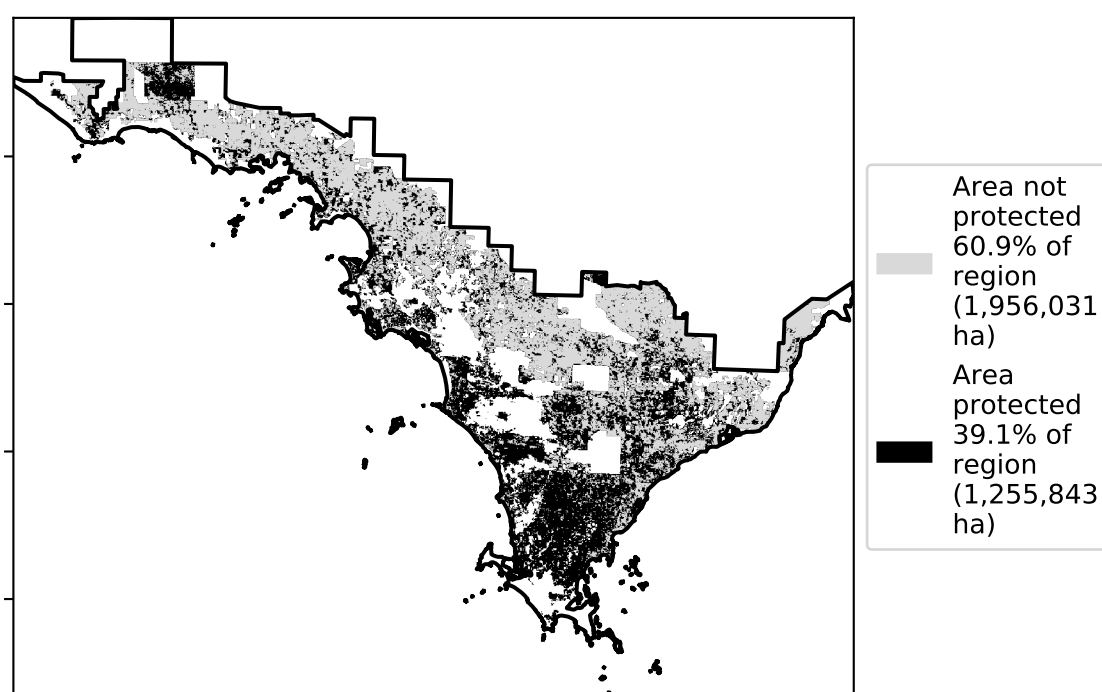 Area not
protected
60.9% of
region
(1,956,031
ha)
Area
protected
39.1% of
region
(1,255,843
ha)